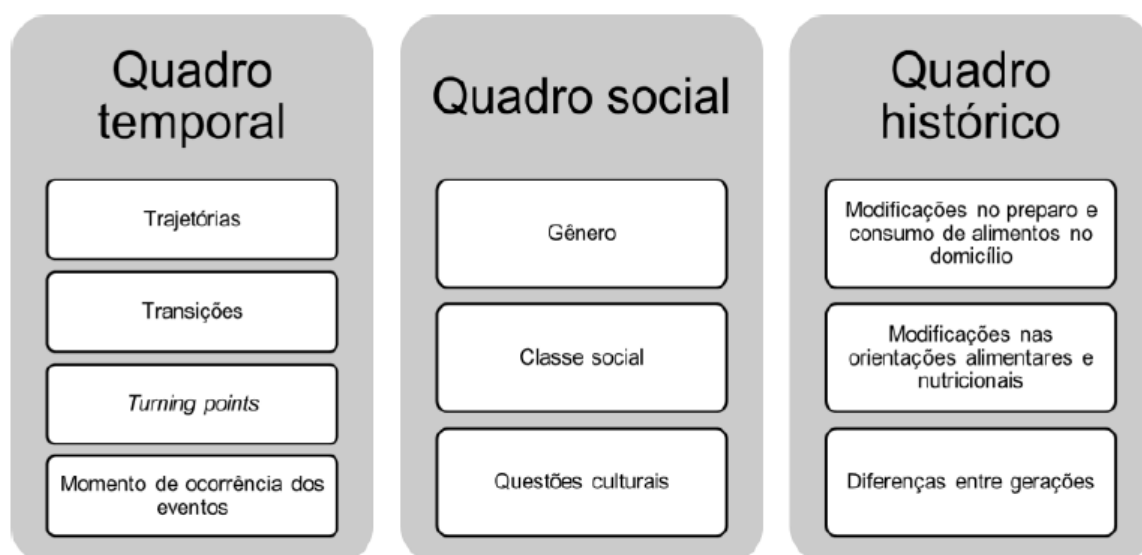 Quadro
temporal
Trajetórias
Transições
Turning points
Momento de ocorrência dos
eventos
Quadro social
Gênero
Classe social
Questões culturais
Quadro
histórico
Modificações no preparo e
consumo de alimentos no
domicílio
Modificações nas
orientações alimentares e
nutricionais
Diferenças entre gerações